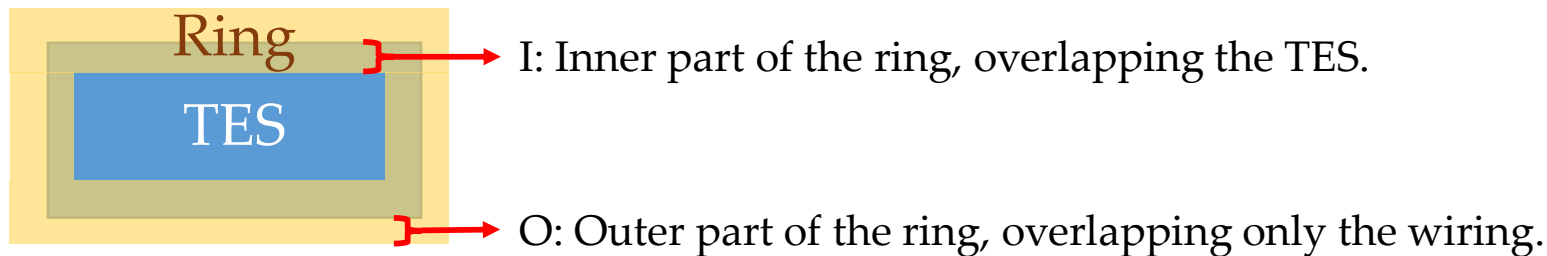 Ring
I: Inner part of the ring, overlapping the TES.
TES
O: Outer part of the ring, overlapping only the wiring.